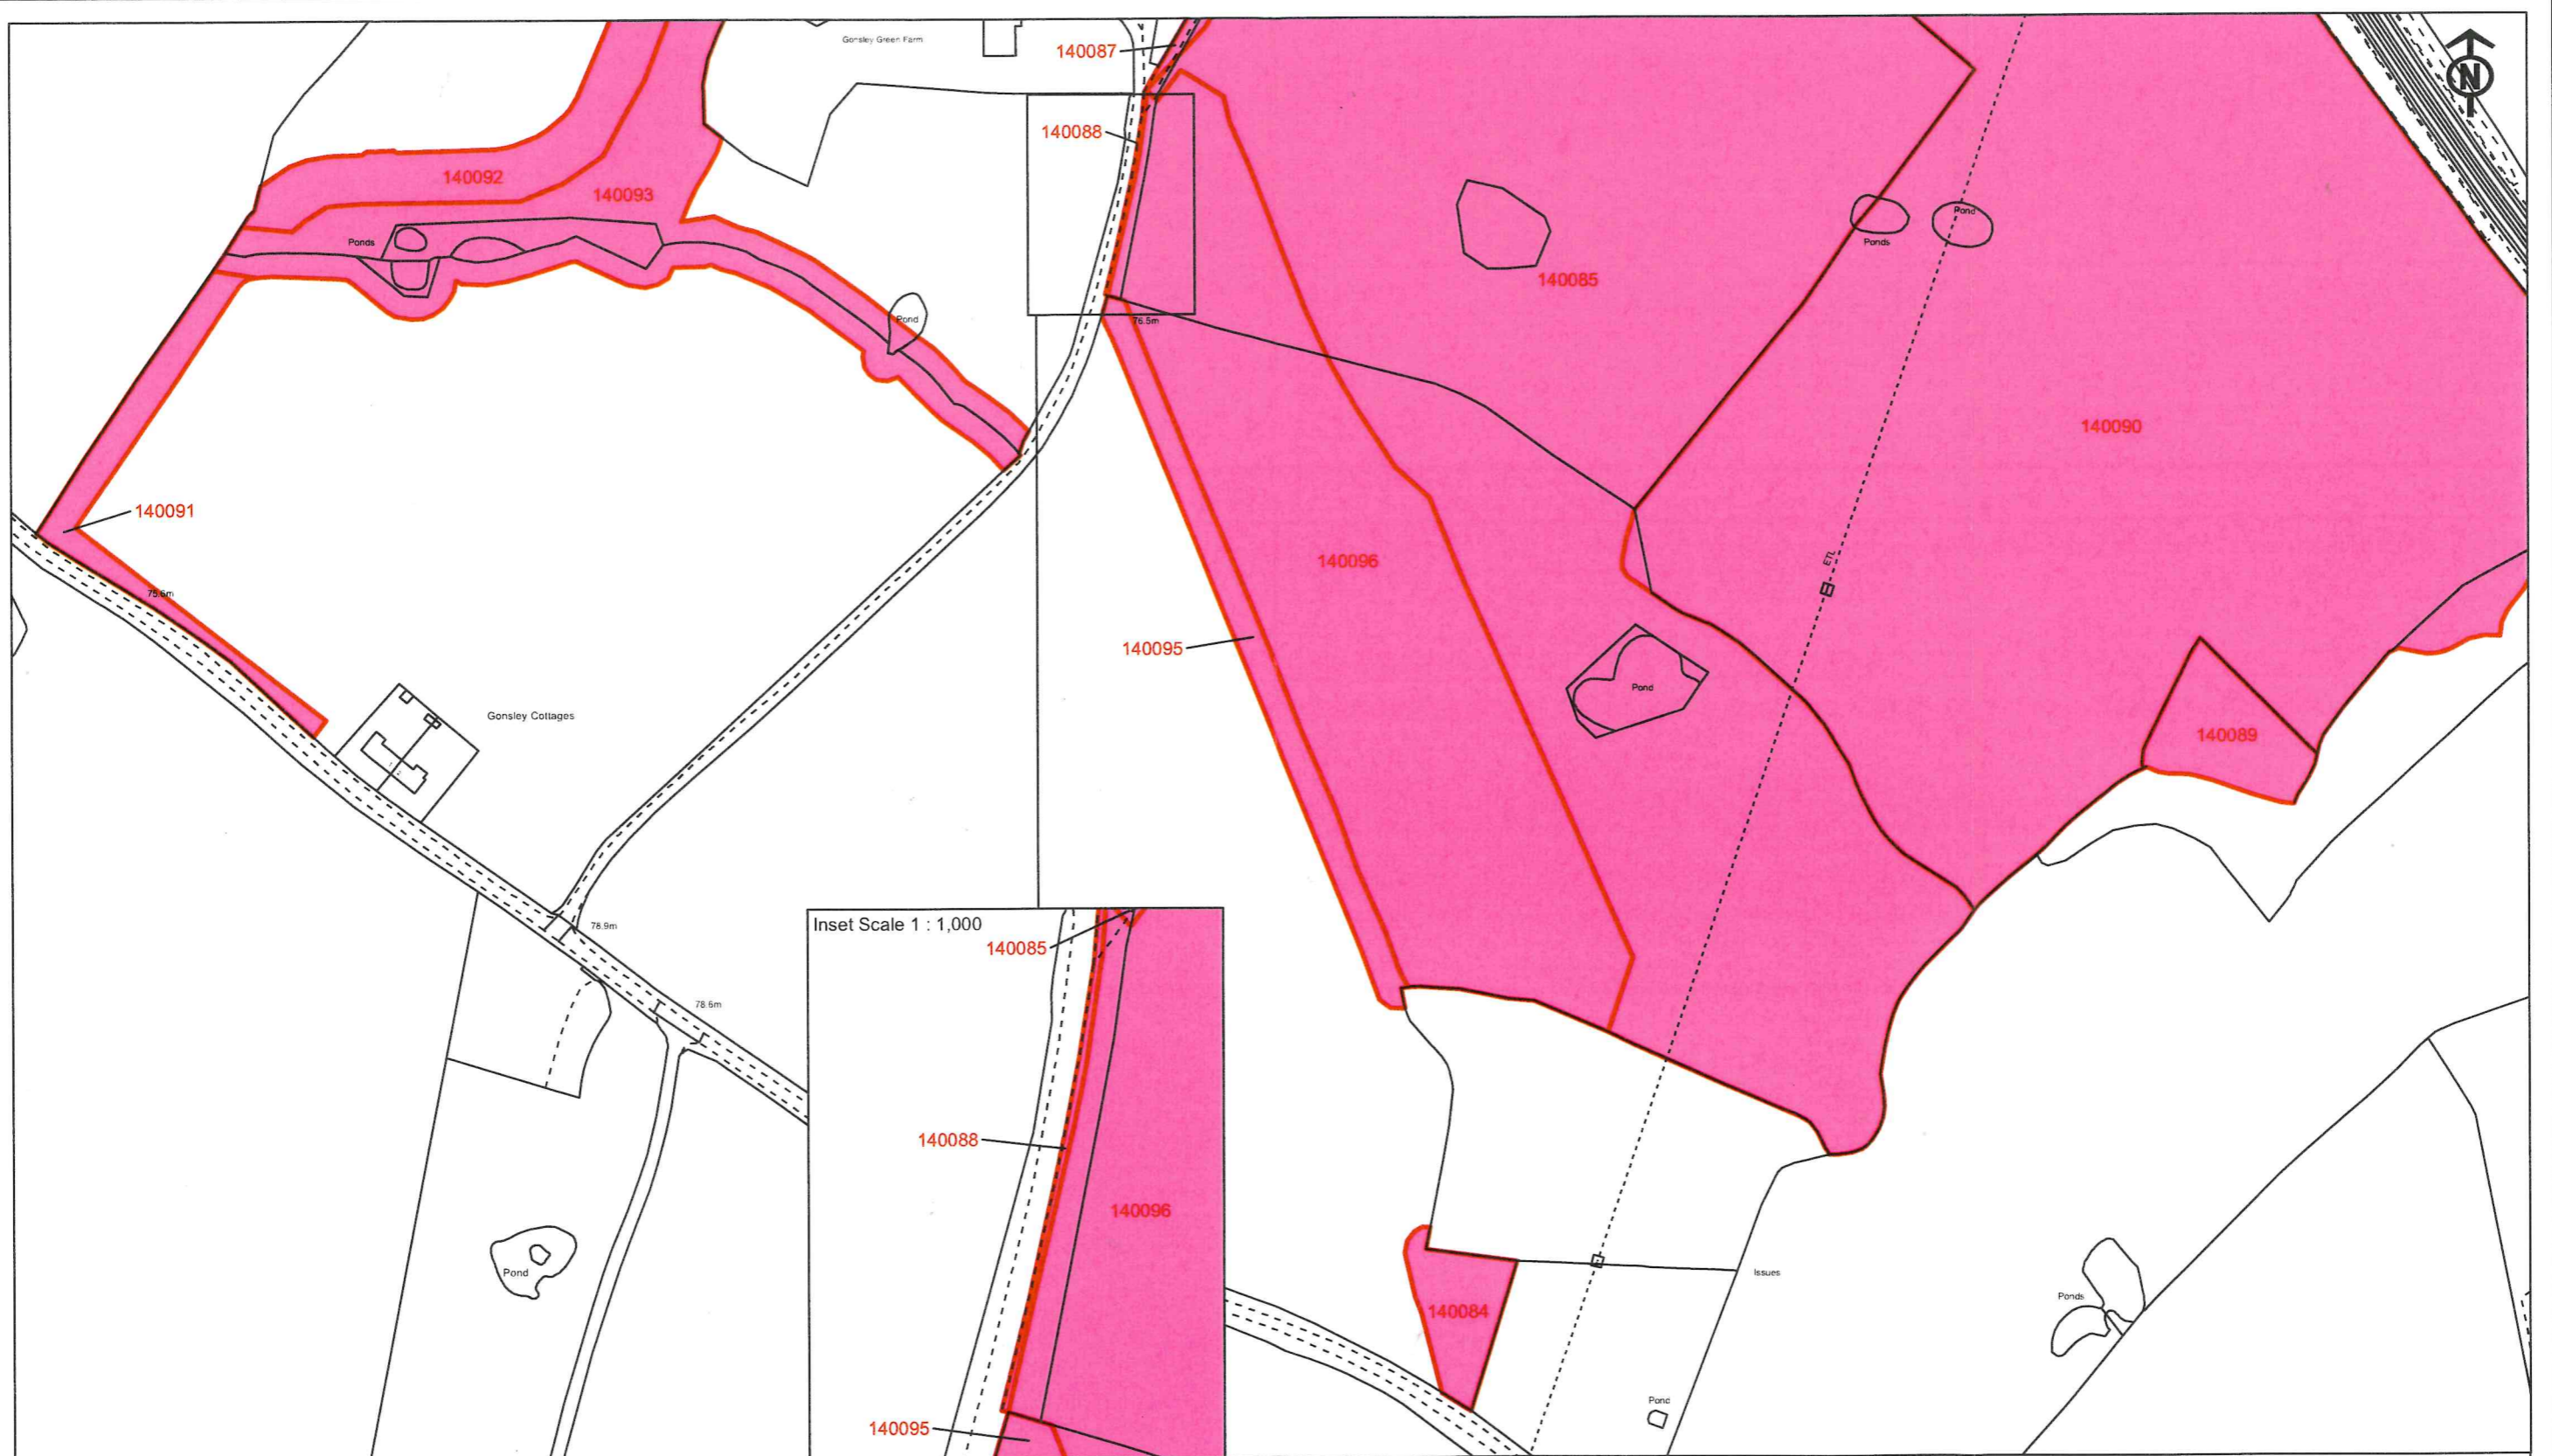 Gonsley Green Farm
140087
N
140088
140092
140093
Ponds
Pond
76.5m
140085
Ponds
Pond
140090
140091
75.6m
ETL
140096
140095
Pond
140089
Gonsley Cottages
78.9m
78.6m
Inset Scale 1 : 1,000
140085
140088
140096
140095
Pond
140084
Issues
Ponds
Pond